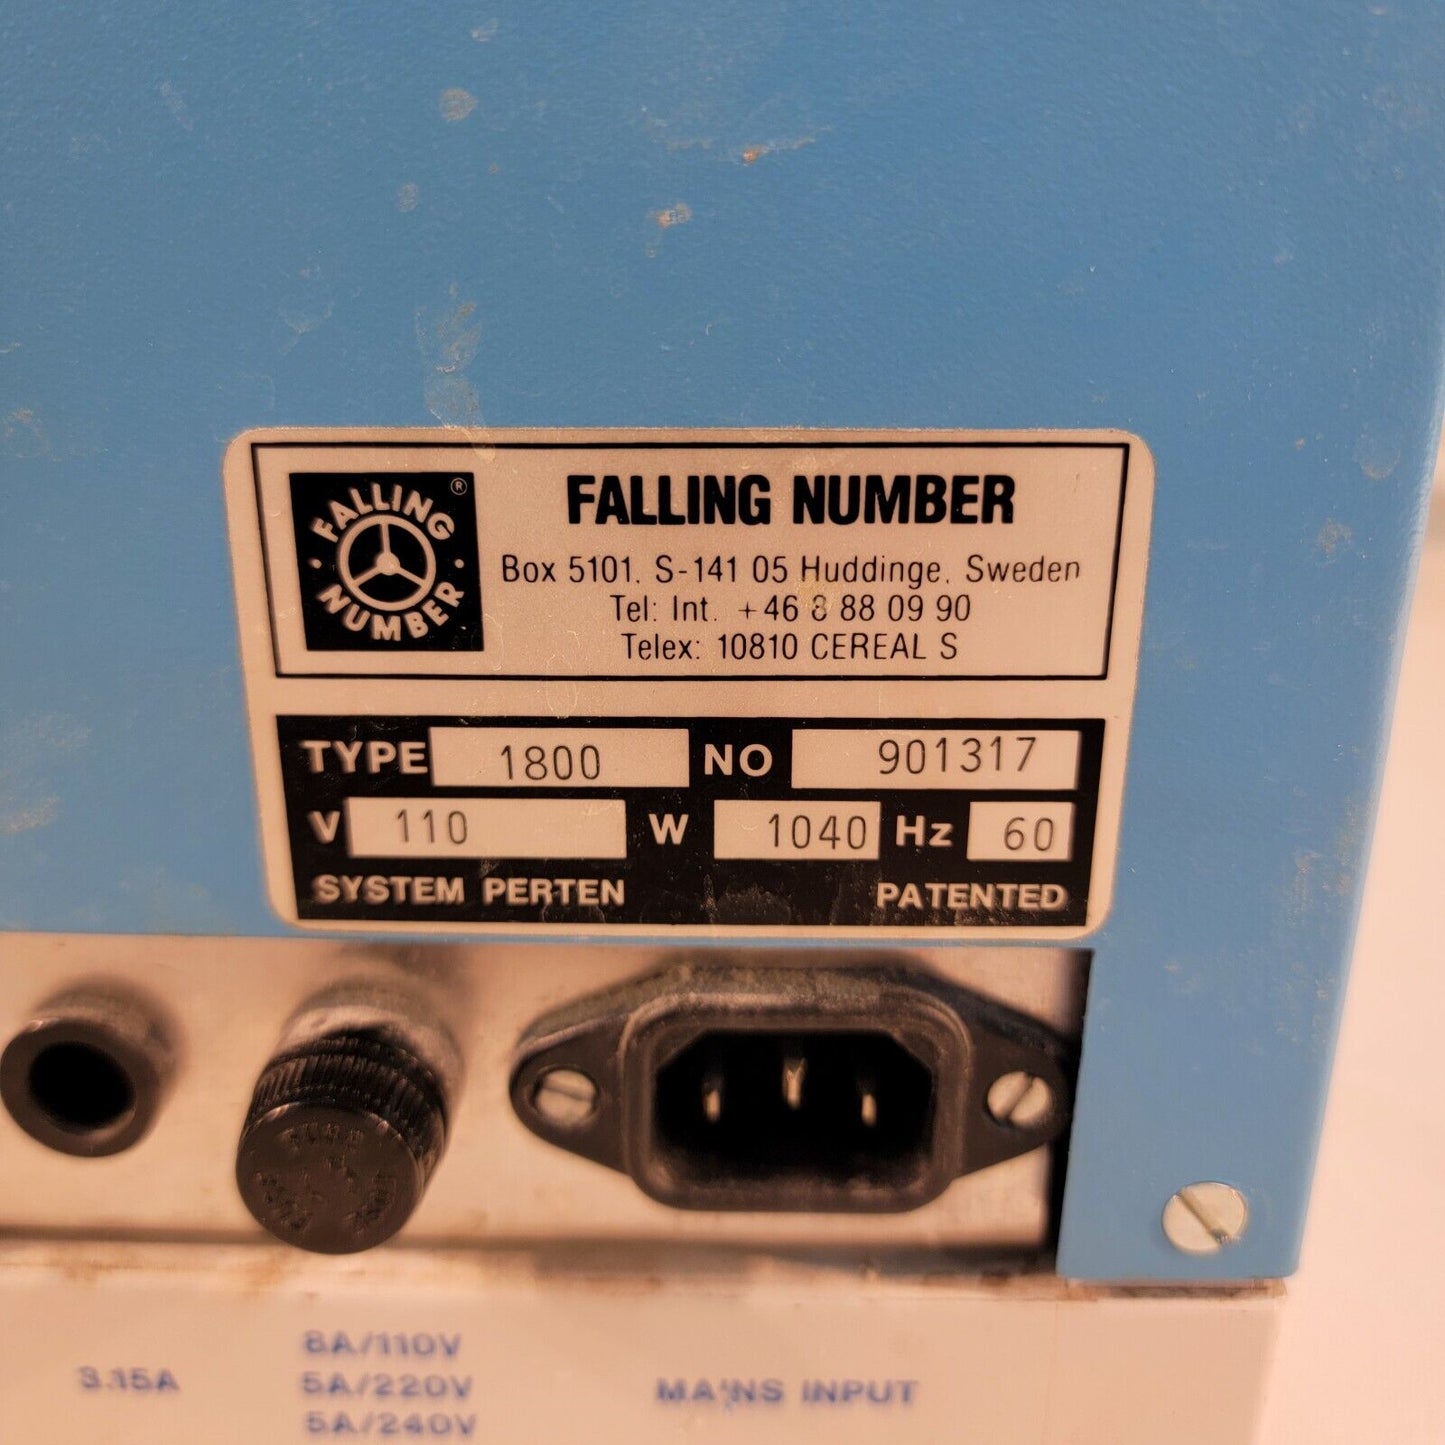 FALLING NUMBER ®
FALLING NUMBER
Box 5101, S-141 05 Huddinge, Sweden
Tel: Int. +46 8 88 09 90
Telex: 10810 CEREAL S
TYPE 1800 NO 901317
V 110 W 1040 Hz 60
SYSTEM PERTEN PATENTED
3.15A
8A/110V
5A/220V
5A/240V
MAINS INPUT